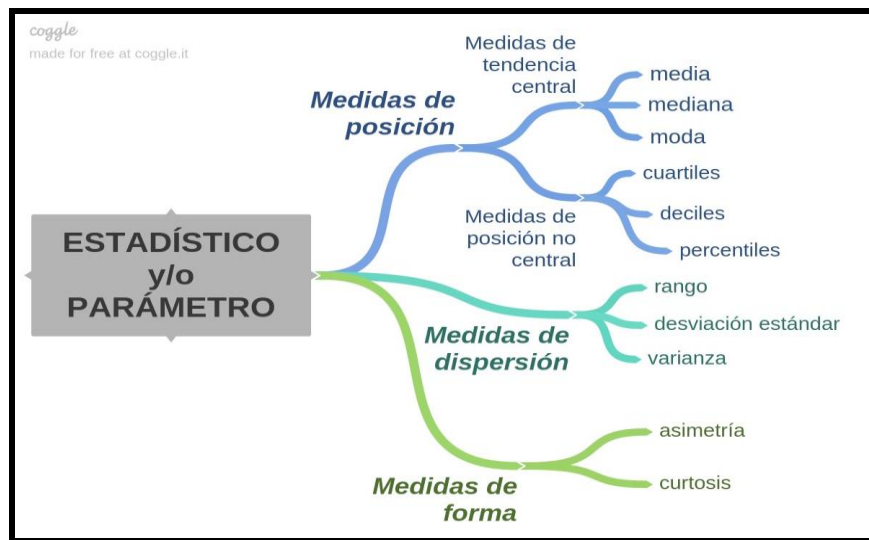 coggle
made for free at coggle.it
ESTADÍSTICO
y/o
PARÁMETRO
Medidas de
posición
Medidas de
tendencia
central
media
mediana
moda
Medidas de
posición no
central
cuartiles
deciles
percentiles
Medidas de
dispersión
rango
desviación estándar
varianza
Medidas de
forma
asimetría
curtosis